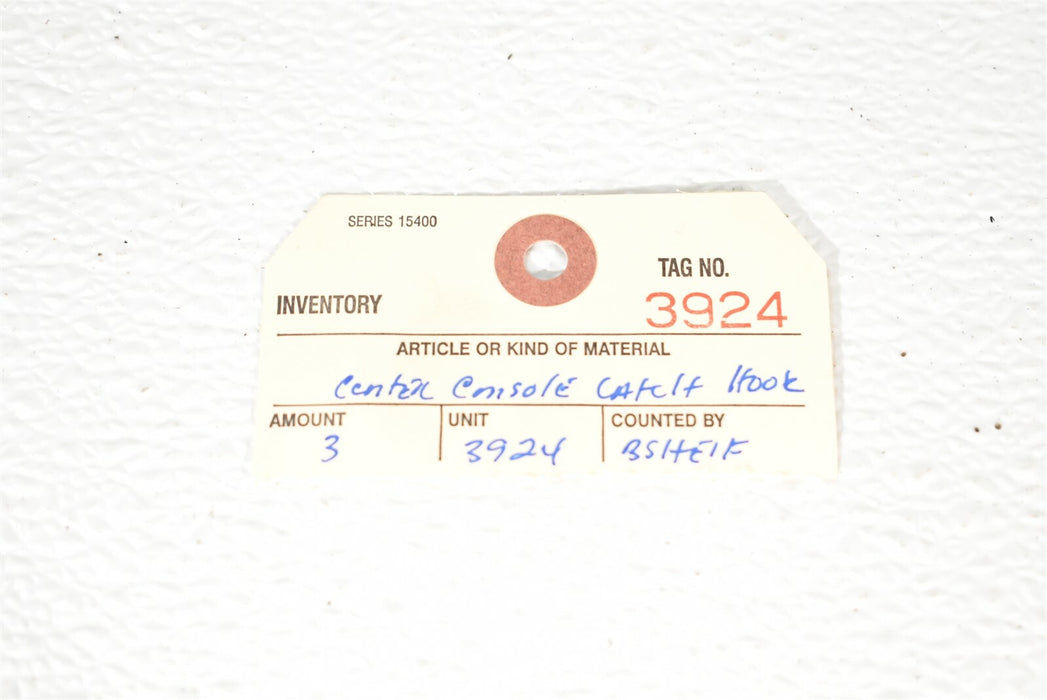 SERIES 15400
TAG NO.
INVENTORY
3924
ARTICLE OR KIND OF MATERIAL
Center Console CATCH Hook
AMOUNT UNIT COUNTED BY
3 3924